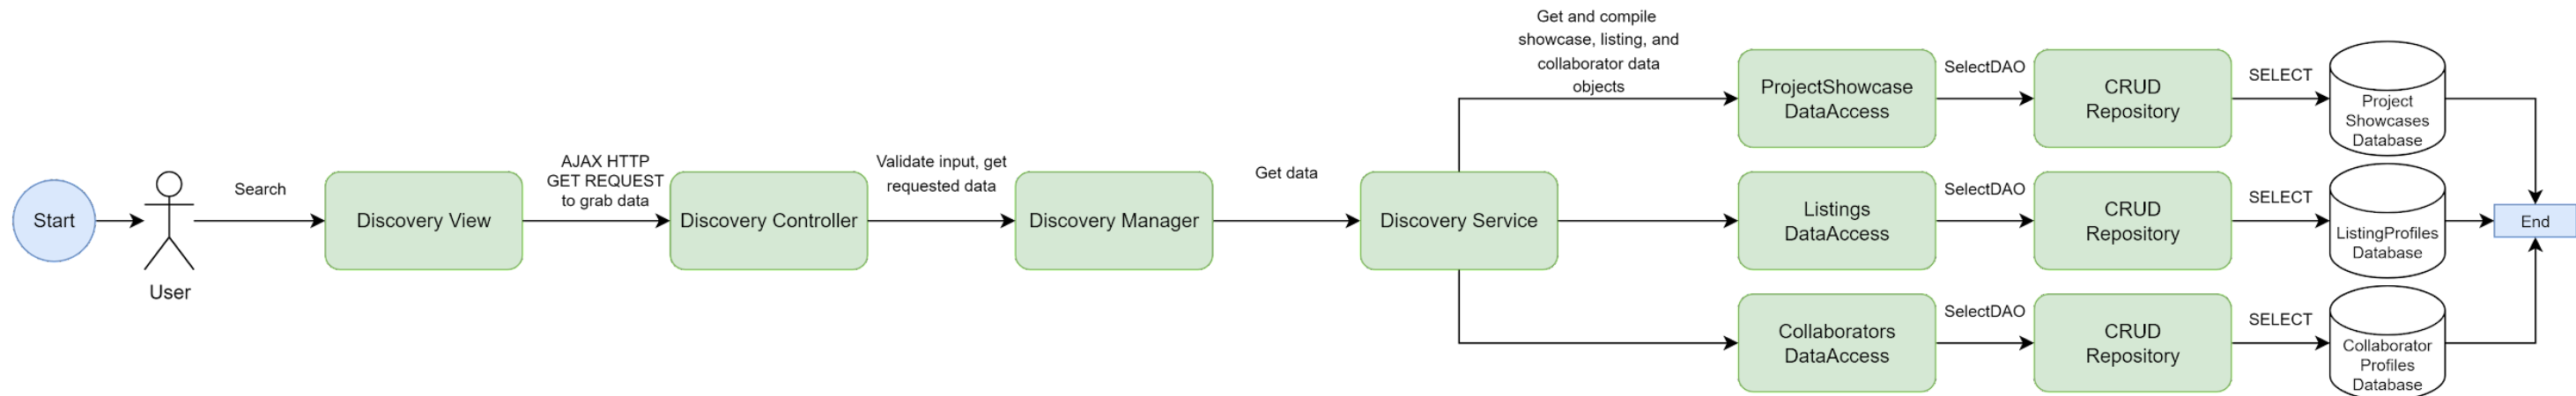 Start
User
Search
Discovery View
AJAX HTTP
GET REQUEST
to grab data
Discovery Controller
Validate input, get
requested data
Discovery Manager
Get data
Discovery Service
Get and compile
showcase, listing, and
collaborator data
objects
ProjectShowcase
DataAccess
SelectDAO
CRUD
Repository
SELECT
Project
Showcases
Database
Listings
DataAccess
SelectDAO
CRUD
Repository
SELECT
ListingProfiles
Database
Collaborators
DataAccess
SelectDAO
CRUD
Repository
SELECT
Collaborator
Profiles
Database
End